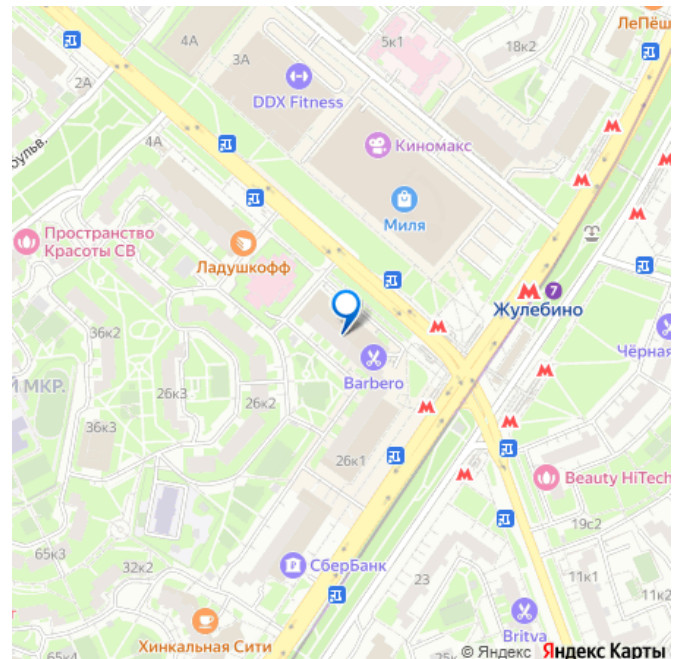 ЛеПёш
18к2
5к1
4А
3А
2А
DDX Fitness
Киномакс
4А
бульв.
Миля
Пространство
Красоты СВ
Ладушкофф
7
Жулебино
36к2
Чёрная
Barbero
Й МКР.
26к3
26к2
36к3
26к1
Beauty HiTech
19с2
65к3
32к2
СберБанк
23
11к1
11к2
Хинкальная Сити
Britva
© Яндекс Яндекс Карты